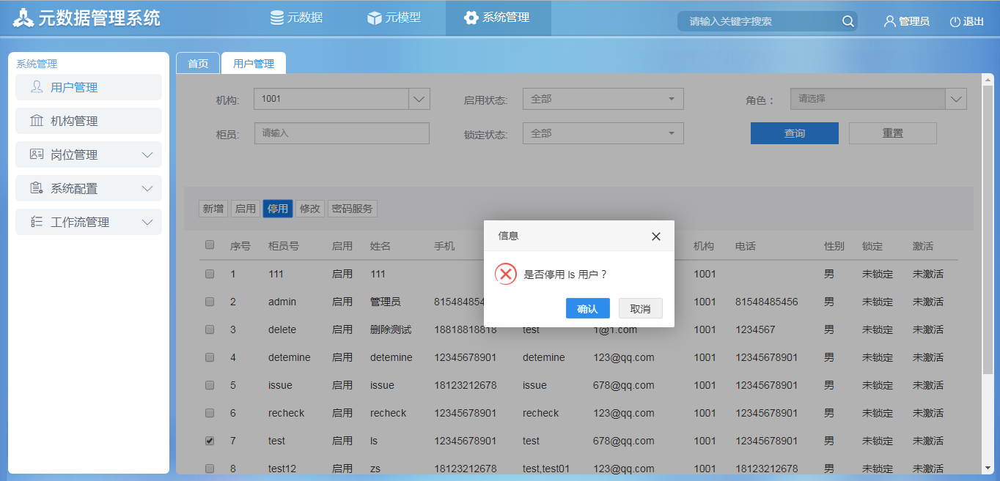 元数据管理系统 元数据 元模型 系统管理 请输入关键字搜索 管理员 退出
系统管理
用户管理
机构管理
岗位管理
系统配置
工作流管理
首页 用户管理
机构: 1001 启用状态: 全部 角色： 请选择
柜员: 请输入 锁定状态: 全部 查询 重置
新增 启用 停用 修改 密码服务
序号 柜员号 启用 姓名 手机 机构 电话 性别 锁定 激活
1 111 启用 111 1001 男 未锁定 未激活
2 admin 启用 管理员 815484854 1001 81548485456 男 未锁定 未激活
3 delete 启用 删除测试 18818818818 test 1@1.com 1001 1234567 男 未锁定 未激活
4 detemine 启用 detemine 12345678901 detemine 123@qq.com 1001 12345678901 男 未锁定 未激活
5 issue 启用 issue 18123212678 issue 678@qq.com 1001 12345678901 男 未锁定 未激活
6 recheck 启用 recheck 12345678901 recheck 123@qq.com 1001 12345678901 男 未锁定 未激活
7 test 启用 ls 12345678901 test 678@qq.com 1001 12345678901 男 未锁定 未激活
8 test12 启用 zs 18123212678 test,test01 123@qq.com 1001 18123212678 男 未锁定 未激活
信息
是否停用 ls 用户？
确认 取消